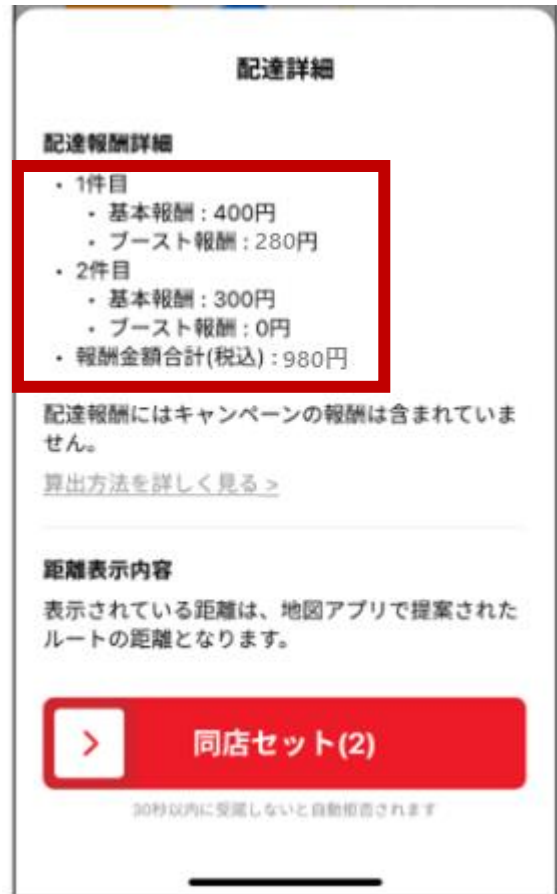 配達詳細
配達報酬詳細
・ 1件目
・ 基本報酬 : 400円
・ ブースト報酬 : 280円
・ 2件目
・ 基本報酬 : 300円
・ ブースト報酬 : 0円
・ 報酬金額合計(税込) : 980円
配達報酬にはキャンペーンの報酬は含まれていま
せん。
算出方法を詳しく見る >
距離表示内容
表示されている距離は、地図アプリで提案された
ルートの距離となります。
同店セット(2)
30秒以内に受諾しないと自動拒否されます